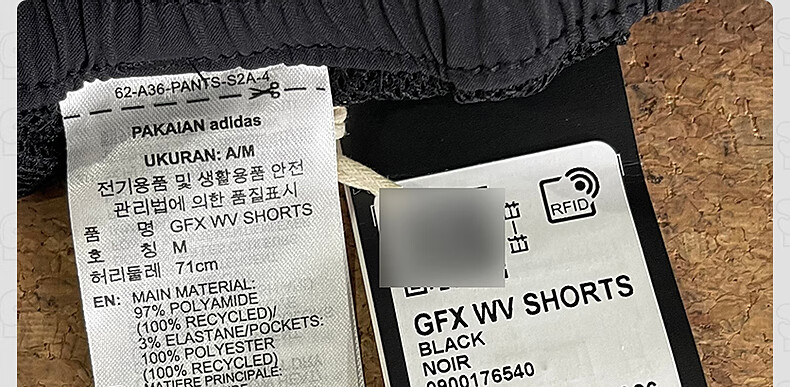 62-A36-PANTS-S2A-4
PAKAIAN adidas
UKURAN: A/M
전기용품 및 생활용품 안전
관리법에 의한 품질표시
품 명 GFX WV SHORTS
호 칭 M
허리둘레 71cm
EN: MAIN MATERIAL:
97% POLYAMIDE
(100% RECYCLED)/
3% ELASTANE/POCKETS:
100% POLYESTER
(100% RECYCLED)
MATIERE PRINCIPALE:
RFID
GFX WV SHORTS
BLACK
NOIR
0900176540